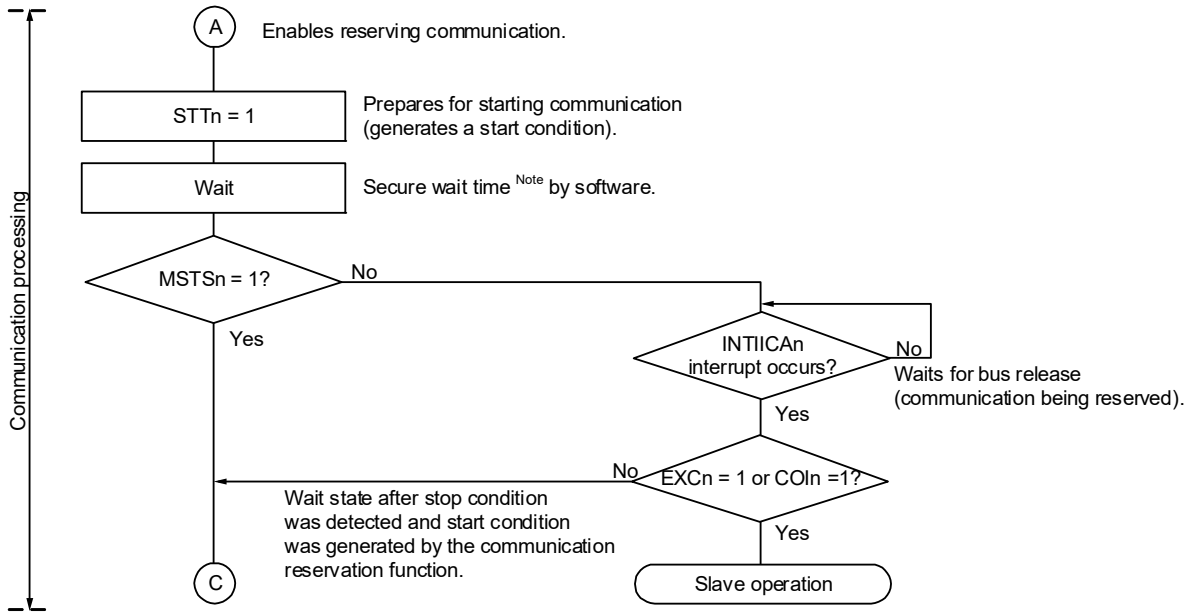 A
Enables reserving communication.
STTn = 1
Prepares for starting communication
(generates a start condition).
Wait
Secure wait time Note by software.
Communication processing
MSTSn = 1?
No
Yes
INTIICAn
interrupt occurs?
No
Waits for bus release
(communication being reserved).
Yes
EXCn = 1 or COIn =1?
No
Wait state after stop condition
was detected and start condition
was generated by the communication
reservation function.
Yes
C
Slave operation